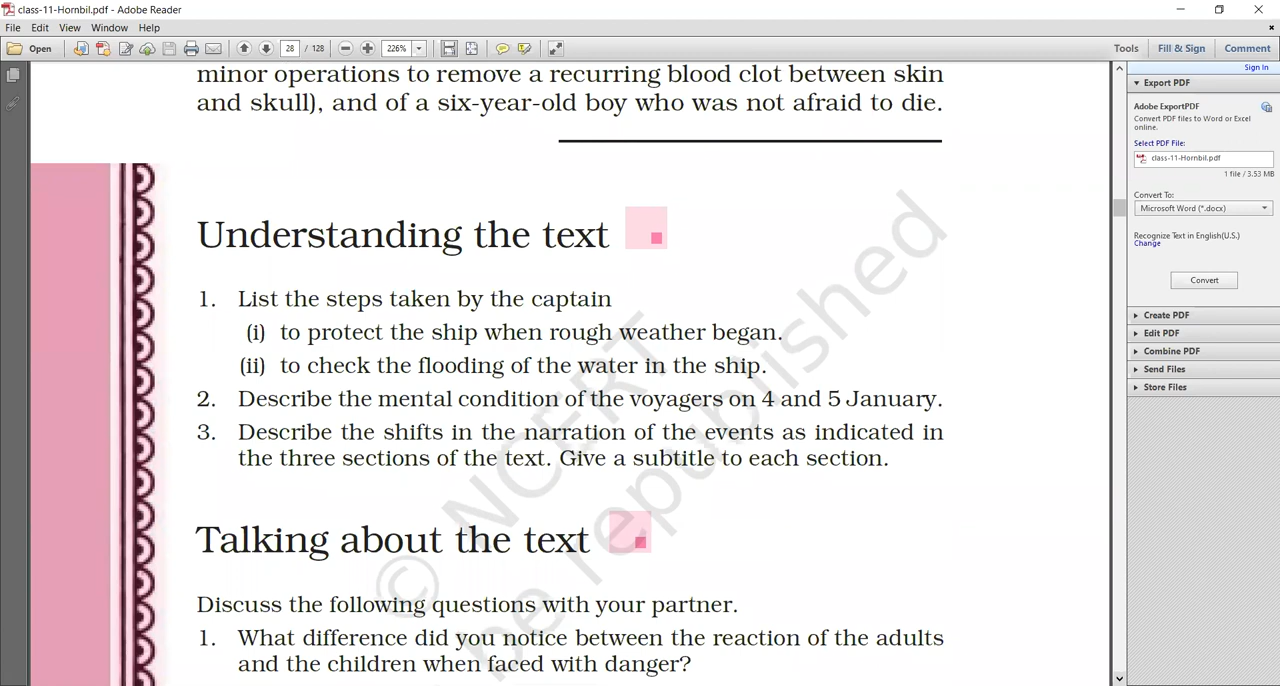 class-11-Hornbil.pdf - Adobe Reader
File Edit View Window Help
Open 28 / 128 226% Tools Fill & Sign Comment
Sign In
minor operations to remove a recurring blood clot between skin
and skull), and of a six-year-old boy who was not afraid to die.
Understanding the text
1. List the steps taken by the captain
(i) to protect the ship when rough weather began.
(ii) to check the flooding of the water in the ship.
2. Describe the mental condition of the voyagers on 4 and 5 January.
3. Describe the shifts in the narration of the events as indicated in
the three sections of the text. Give a subtitle to each section.
Talking about the text
Discuss the following questions with your partner.
1. What difference did you notice between the reaction of the adults
and the children when faced with danger?
© NCERT
be republished
Export PDF
Adobe ExportPDF
Convert PDF files to Word or Excel
online.
Select PDF File:
class-11-Hornbil.pdf
1 file / 3.53 MB
Convert To:
Microsoft Word (*.docx)
Recognize Text in English(U.S.)
Change
Convert
Create PDF
Edit PDF
Combine PDF
Send Files
Store Files